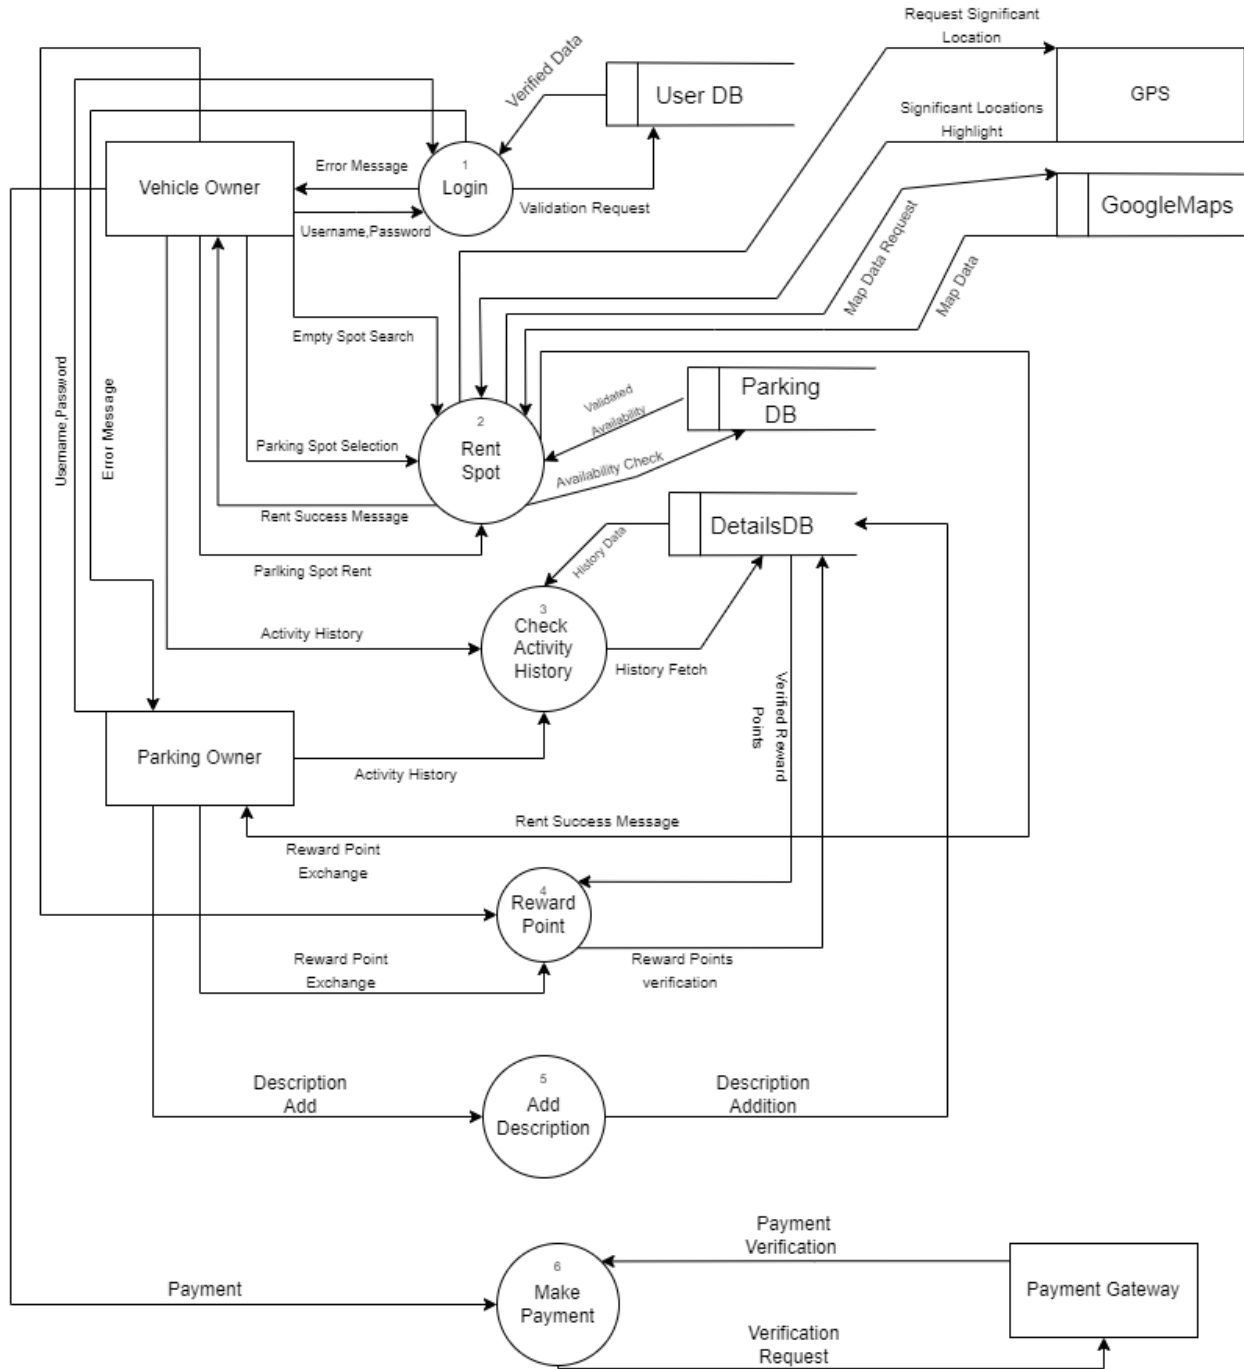 Request Significant
Location
Verified Data
User DB
GPS
Significant Locations
Highlight
1
Login
Error Message
Vehicle Owner
Validation Request
Username,Password
GoogleMaps
Map Data Request
Map Data
Empty Spot Search
Username,Password
Error Message
Parking
DB
Validated
Availability
2
Rent
Spot
Parking Spot Selection
Availability Check
Rent Success Message
DetailsDB
History Data
Parlking Spot Rent
3
Check
Activity
History
Activity History
History Fetch
Verified Reward
Points
Parking Owner
Activity History
Rent Success Message
Reward Point
Exchange
4
Reward
Point
Reward Point
Exchange
Reward Points
verification
5
Add
Description
Description
Add
Description
Addition
Payment
Verification
6
Make
Payment
Payment
Payment Gateway
Verification
Request